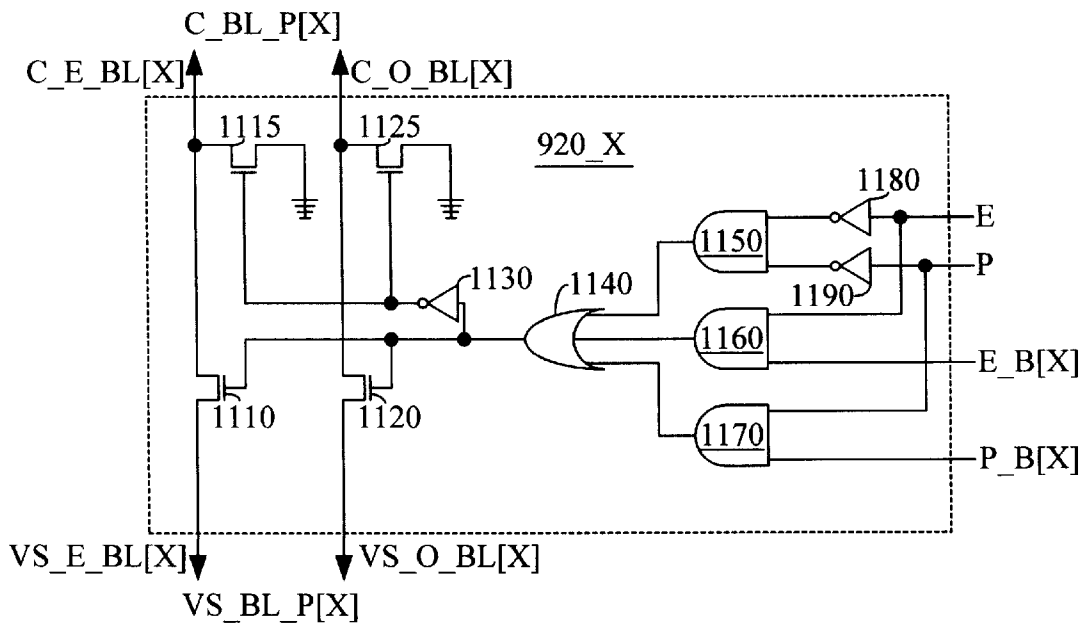 C_BL_P[X]
C_E_BL[X]
C_O_BL[X]
1115
1125
920_X
1180
E
1150
P
1190
1130
1140
1160
E_B[X]
1110
1120
1170
P_B[X]
VS_E_BL[X]
VS_O_BL[X]
VS_BL_P[X]